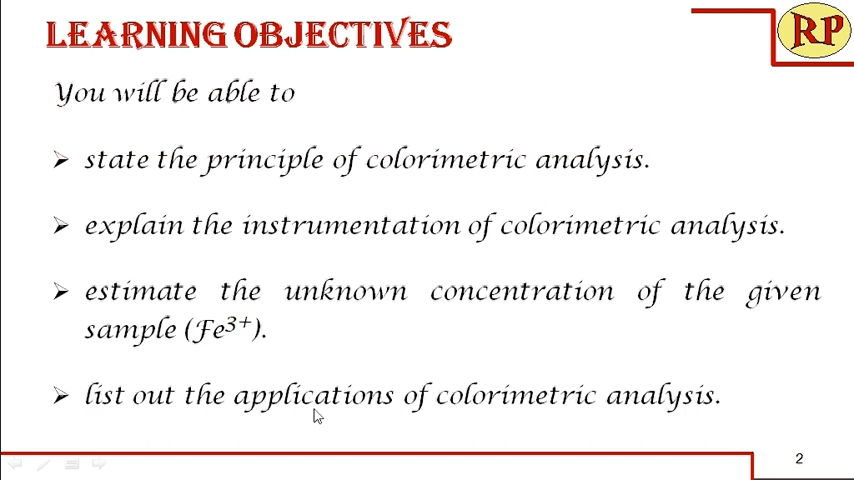 LEARNING OBJECTIVES
RP
You will be able to
➢ state the principle of colorimetric analysis.
➢ explain the instrumentation of colorimetric analysis.
➢ estimate the unknown concentration of the given
sample (Fe³⁺).
➢ list out the applications of colorimetric analysis.
2